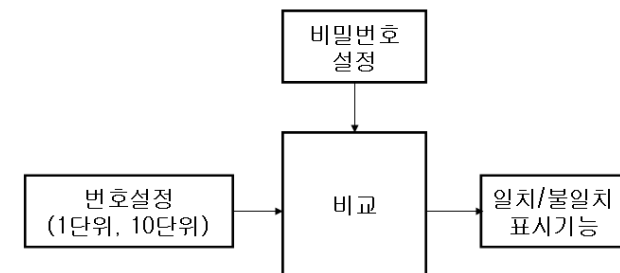 비밀번호
설정
번호설정
(1단위, 10단위)
비교
일치/불일치
표시기능